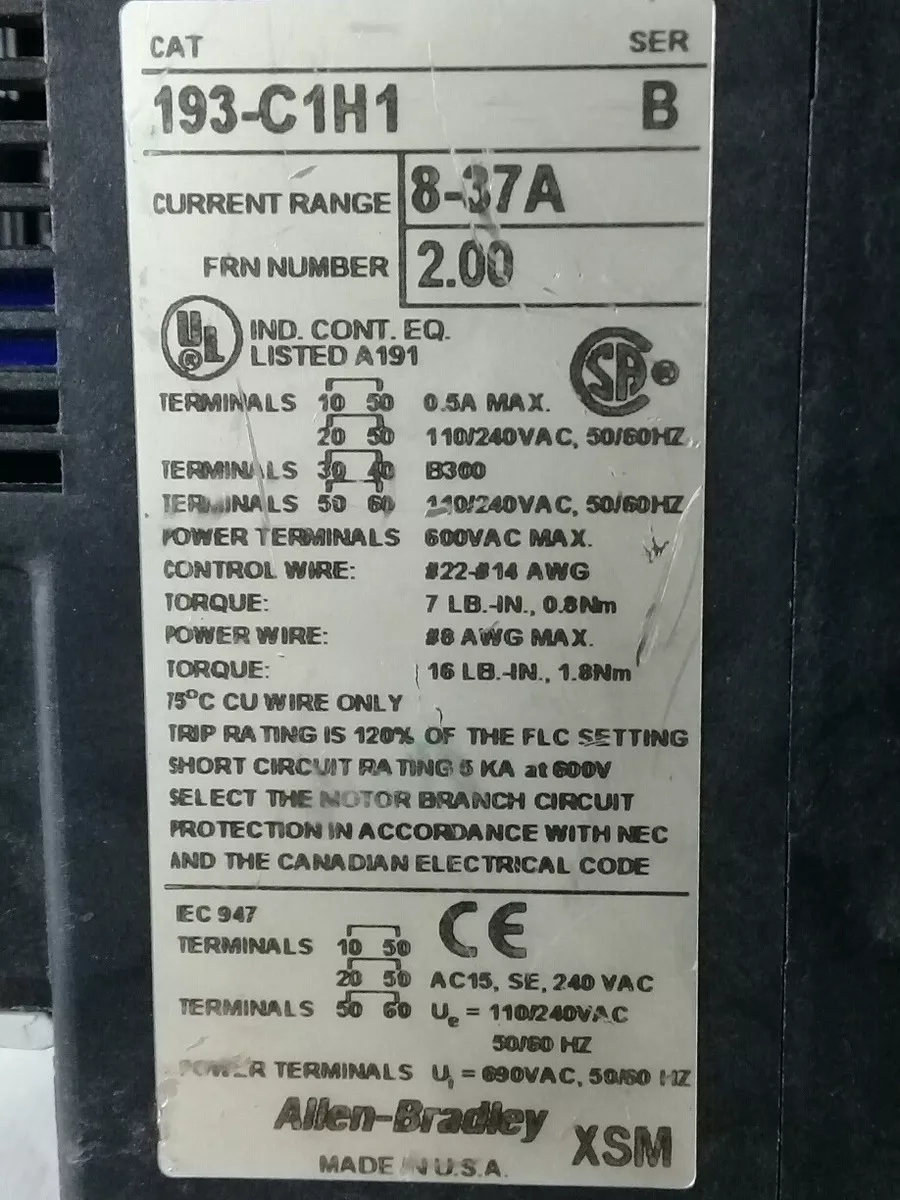 CAT SER
193-C1H1 B
CURRENT RANGE 8-37A
FRN NUMBER 2.00
UL ® IND. CONT. EQ.
LISTED A191
SA ®
TERMINALS 10 50 0.5A MAX.
20 50 110/240VAC, 50/60HZ
TERMINALS 30 40 B300
TERMINALS 50 60 110/240VAC, 50/60HZ
POWER TERMINALS 600VAC MAX.
CONTROL WIRE: #22-#14 AWG
TORQUE: 7 LB.-IN., 0.8Nm
POWER WIRE: #8 AWG MAX.
TORQUE: 16 LB.-IN., 1.8Nm
75°C CU WIRE ONLY
TRIP RATING IS 120% OF THE FLC SETTING
SHORT CIRCUIT RATING 5 KA at 600V
SELECT THE MOTOR BRANCH CIRCUIT
PROTECTION IN ACCORDANCE WITH NEC
AND THE CANADIAN ELECTRICAL CODE
IEC 947 CE
TERMINALS 10 50
20 50 AC15, SE, 240 VAC
TERMINALS 50 60 Ue = 110/240VAC
50/60 HZ
POWER TERMINALS Ui = 690VAC, 50/60 HZ
Allen-Bradley XSM
MADE IN U.S.A.